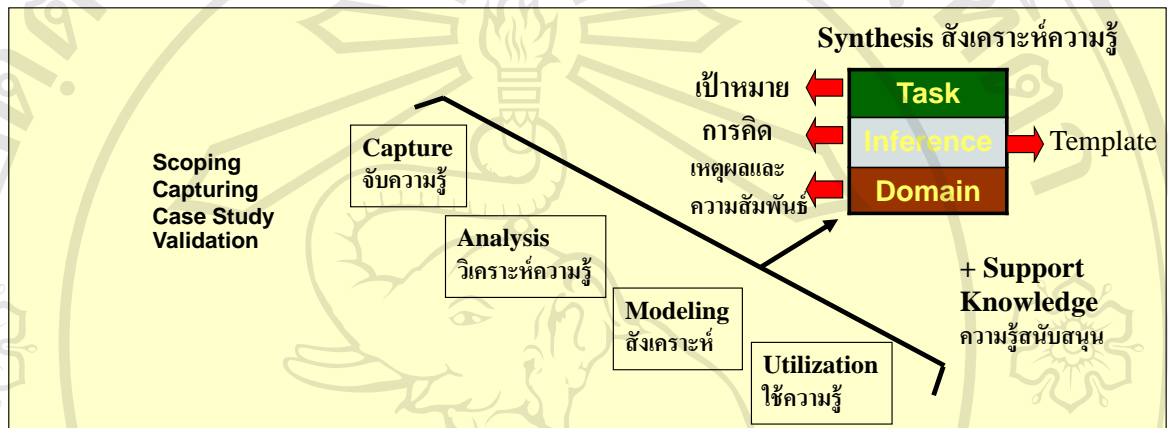 Synthesis สังเคราะห์ความรู้
เป้าหมาย
Task
การคิด
Inference
Template
เหตุผลและ
ความสัมพันธ์
Domain
Scoping
Capturing
Case Study
Validation
Capture
จับความรู้
Analysis
วิเคราะห์ความรู้
Modeling
สังเคราะห์
Utilization
ใช้ความรู้
+ Support
Knowledge
ความรู้สนับสนุน